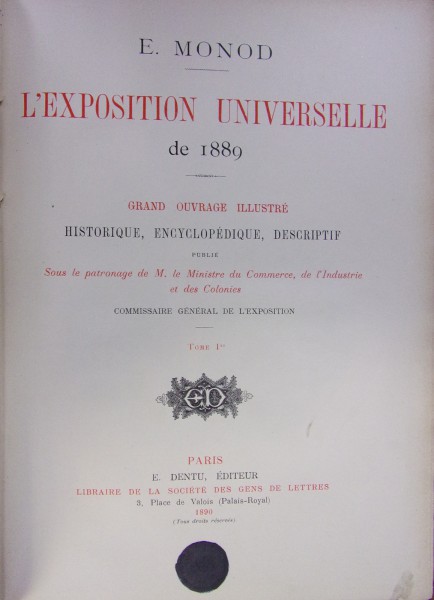 E. MONOD
L'EXPOSITION UNIVERSELLE
de 1889
GRAND OUVRAGE ILLUSTRÉ
HISTORIQUE, ENCYCLOPÉDIQUE, DESCRIPTIF
PUBLIÉ
Sous le patronage de M. le Ministre du Commerce, de l'Industrie
et des Colonies
COMMISSAIRE GÉNÉRAL DE L'EXPOSITION
TOME Ier
ED
PARIS
E. DENTU, ÉDITEUR
LIBRAIRE DE LA SOCIÉTÉ DES GENS DE LETTRES
3, Place de Valois (Palais-Royal)
1890
(Tous droits réservés)